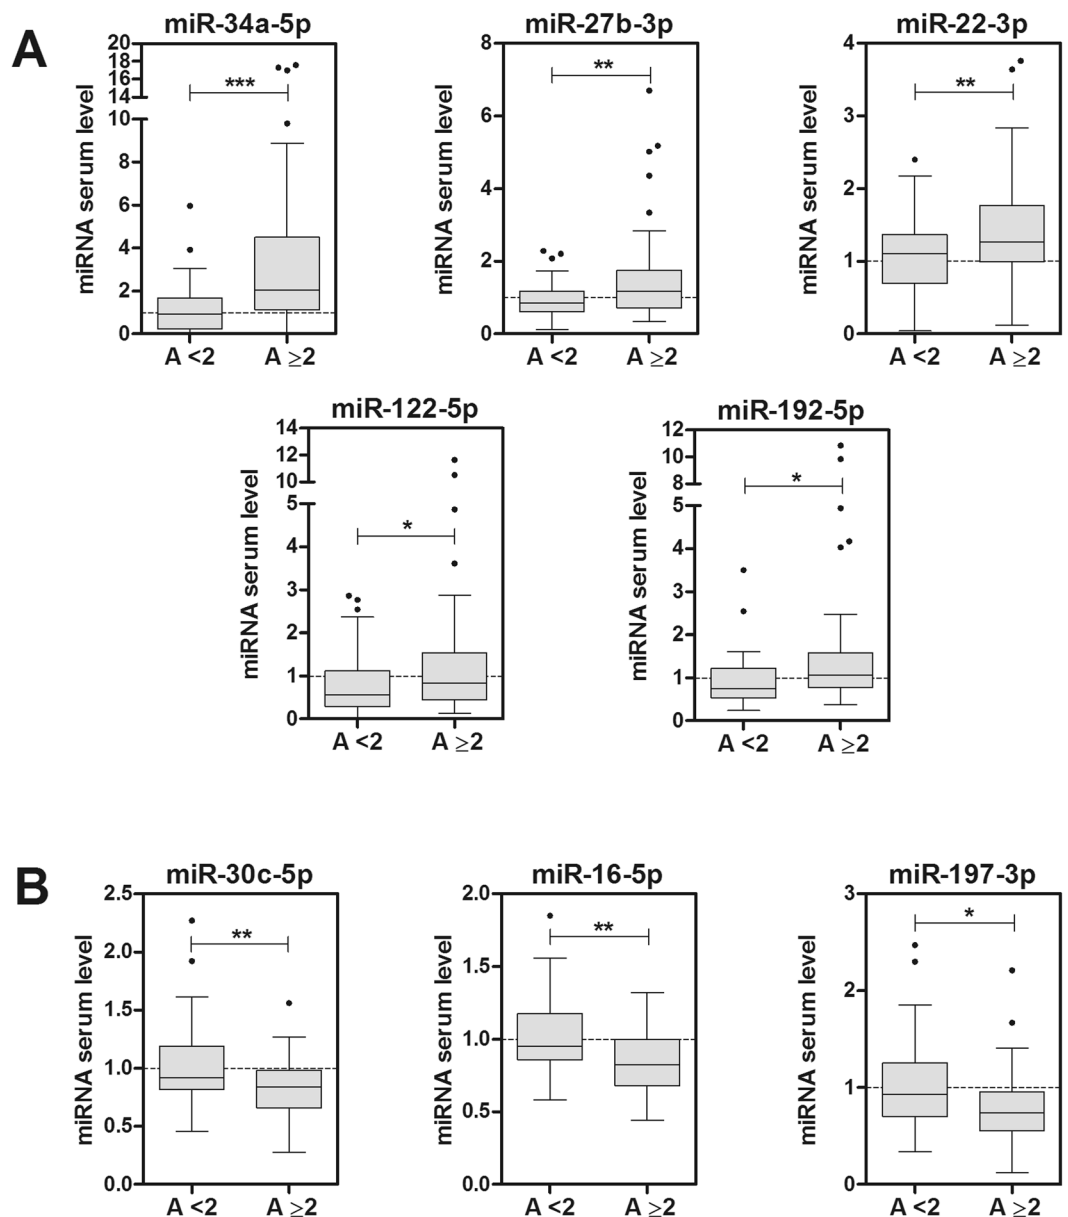 A
miR-34a-5p
miRNA serum level
20
18
16
14
10
8
6
4
2
0
***
A <2
A ≥2
miR-27b-3p
miRNA serum level
8
6
4
2
0
**
A <2
A ≥2
miR-22-3p
miRNA serum level
4
3
2
1
0
**
A <2
A ≥2
miR-122-5p
miRNA serum level
14
12
10
5
4
3
2
1
0
*
A <2
A ≥2
miR-192-5p
miRNA serum level
12
10
8
5
4
3
2
1
0
*
A <2
A ≥2
B
miR-30c-5p
miRNA serum level
2.5
2.0
1.5
1.0
0.5
0.0
**
A <2
A ≥2
miR-16-5p
miRNA serum level
2.0
1.5
1.0
0.5
0.0
**
A <2
A ≥2
miR-197-3p
miRNA serum level
3
2
1
0
*
A <2
A ≥2